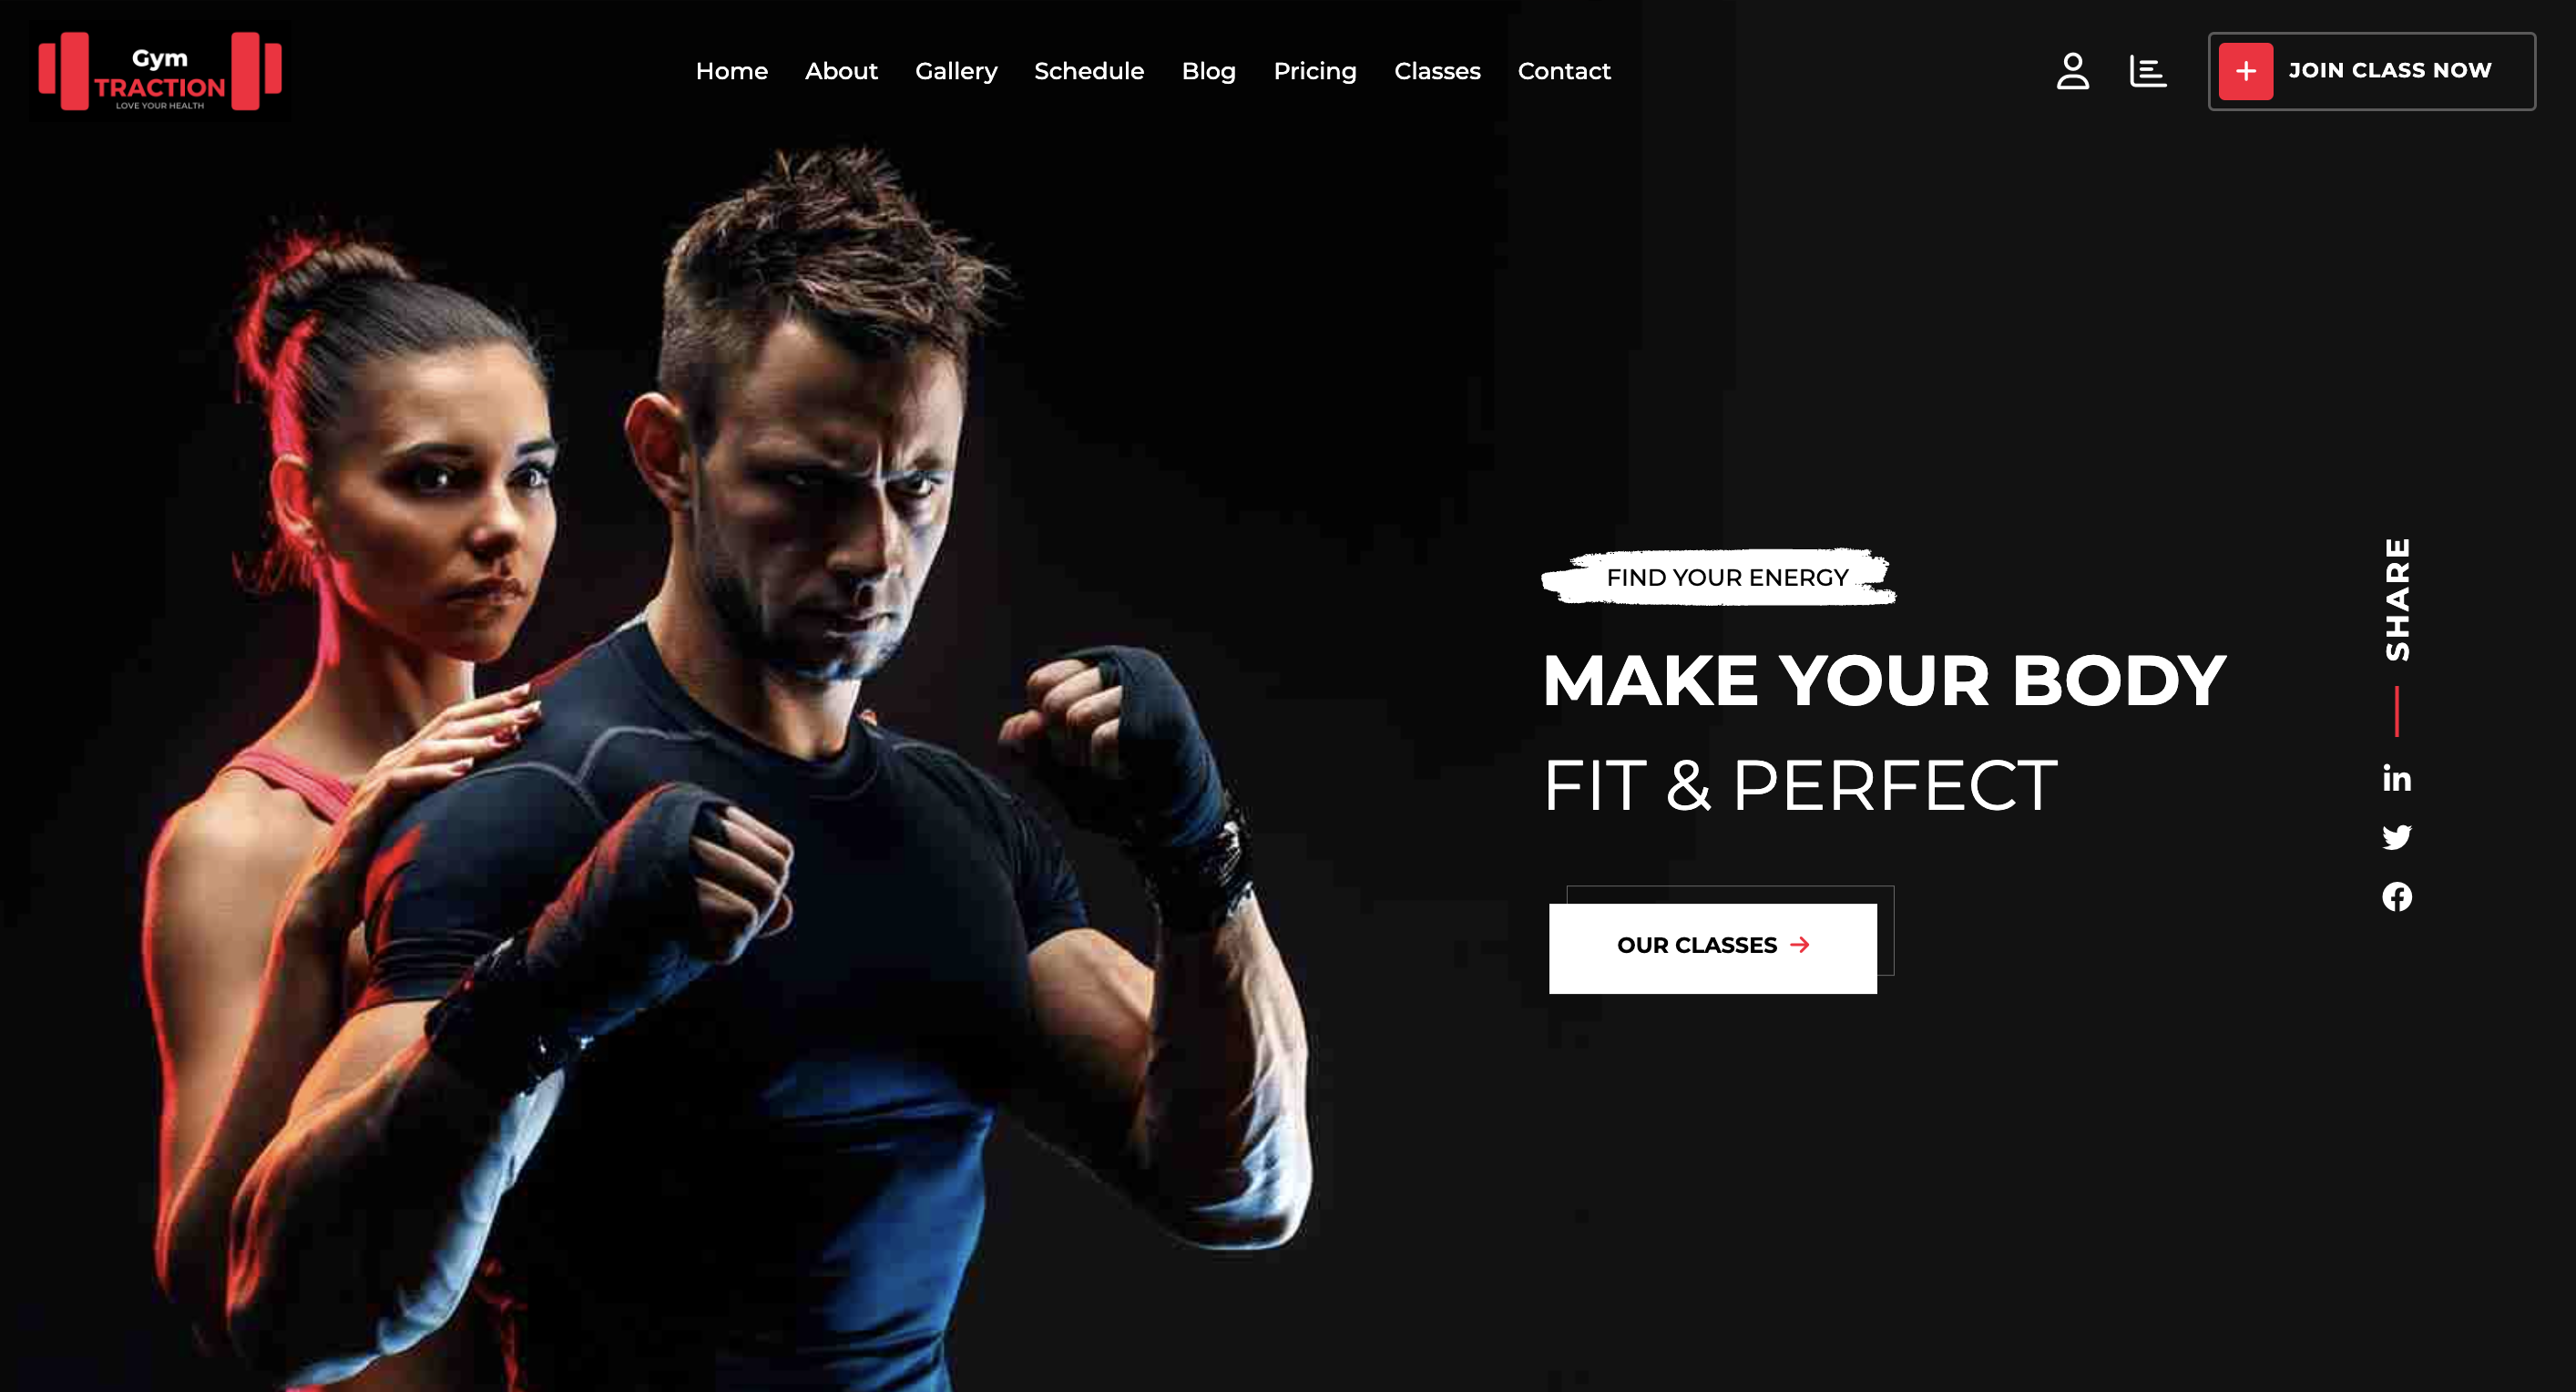 Gym
TRACTION
LOVE YOUR HEALTH
Home About Gallery Schedule Blog Pricing Classes Contact
JOIN CLASS NOW
FIND YOUR ENERGY
MAKE YOUR BODY
FIT & PERFECT
OUR CLASSES
SHARE